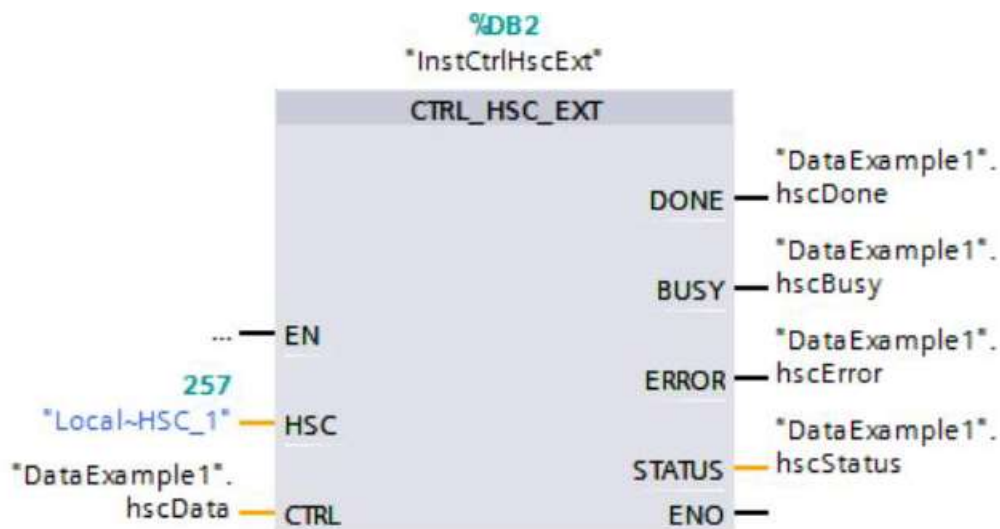 %DB2
"InstCtrlHscExt"
CTRL_HSC_EXT
"DataExample1".
DONE hscDone
"DataExample1".
BUSY hscBusy
... EN
"DataExample1".
ERROR hscError
257
"Local~HSC_1" HSC
"DataExample1".
STATUS hscStatus
"DataExample1".
hscData CTRL
ENO